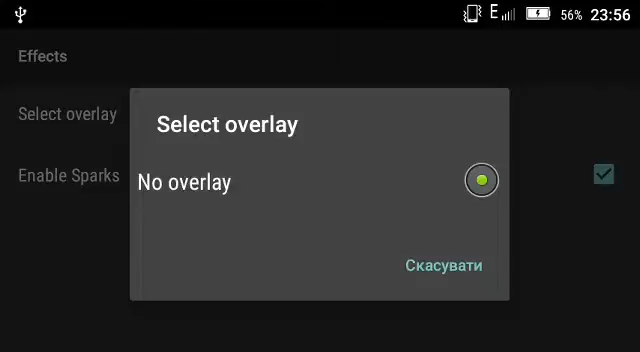 E 56% 23:56
Effects
Select overlay
Enable Sparks
Select overlay
No overlay
Скасувати